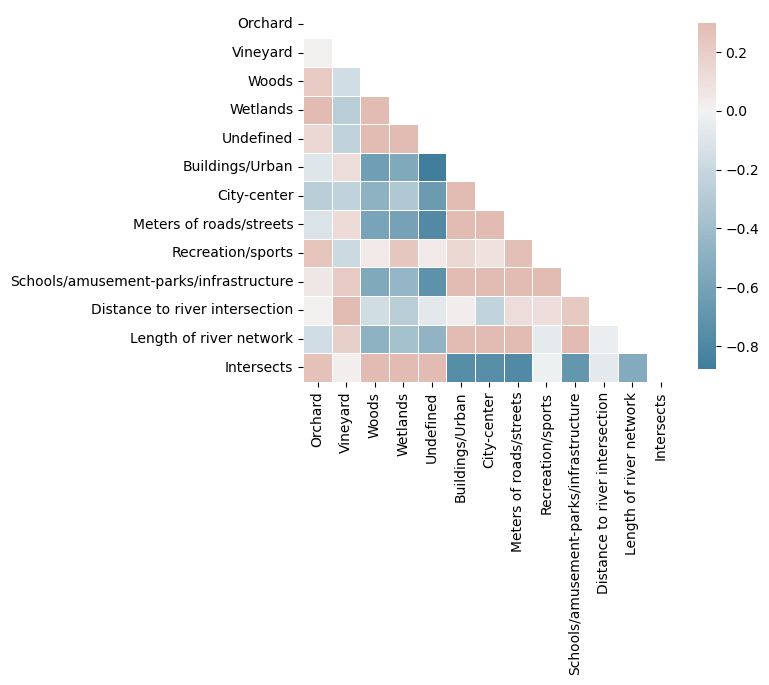 Orchard
Vineyard
Woods
Wetlands
Undefined
Buildings/Urban
City-center
Meters of roads/streets
Recreation/sports
Schools/amusement-parks/infrastructure
Distance to river intersection
Length of river network
Intersects
Orchard
Vineyard
Woods
Wetlands
Undefined
Buildings/Urban
City-center
Meters of roads/streets
Recreation/sports
Schools/amusement-parks/infrastructure
Distance to river intersection
Length of river network
Intersects
0.2
0.0
−0.2
−0.4
−0.6
−0.8